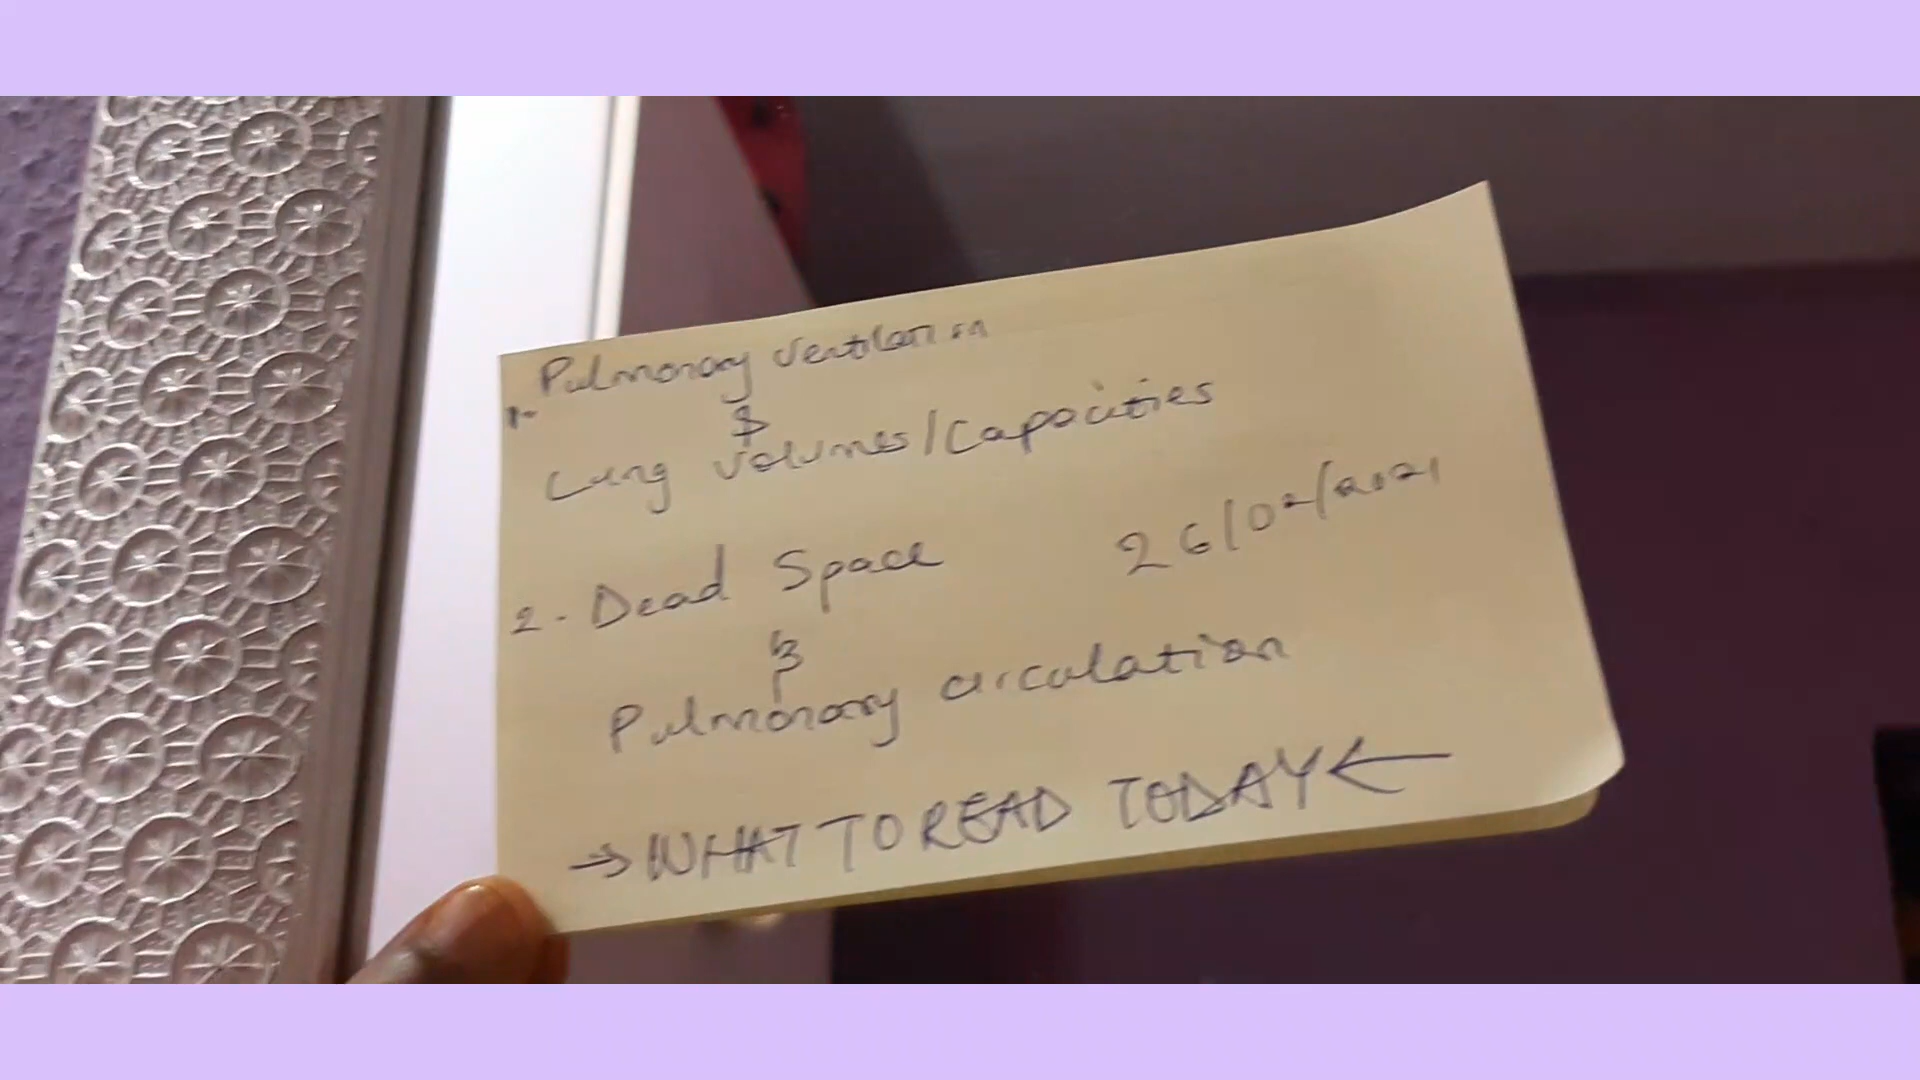 1. Pulmonary ventilation
&
Lung volumes/capacities
2. Dead Space
26/02/2021
&
Pulmonary circulation
→ WHAT TO READ TODAY ←